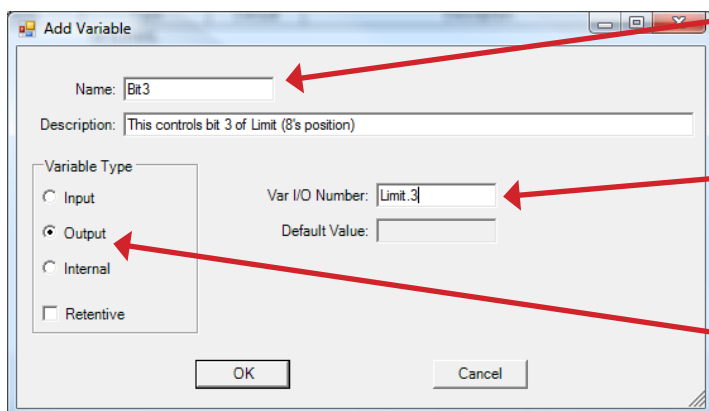 Add Variable
Name: Bit3
Description: This controls bit 3 of Limit (8's position)
Variable Type
Input
Output
Internal
Retentive
Var I/O Number: Limit.3
Default Value:
OK
Cancel